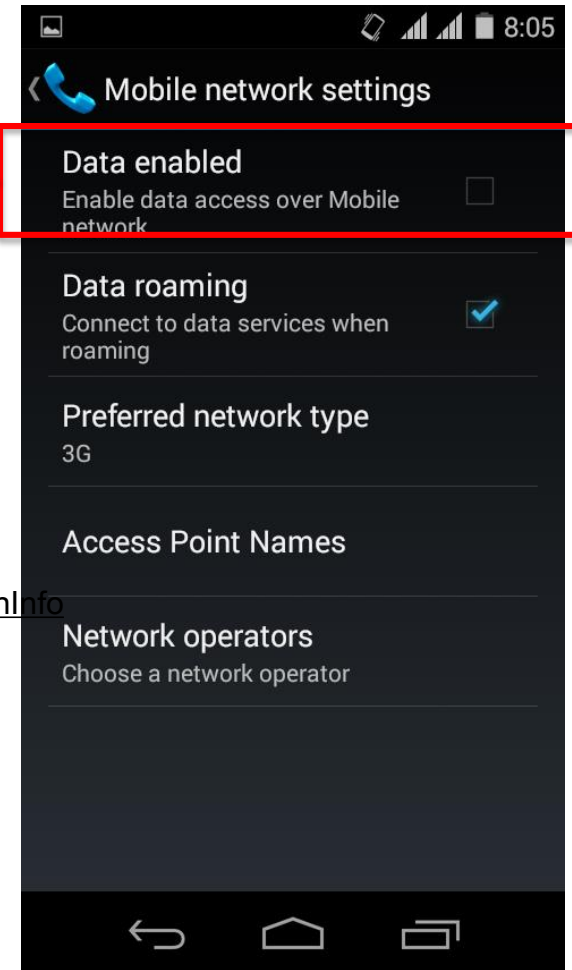 8:05
Mobile network settings
Data enabled
Enable data access over Mobile
network
Data roaming
Connect to data services when
roaming
Preferred network type
3G
Access Point Names
nInfo
Network operators
Choose a network operator